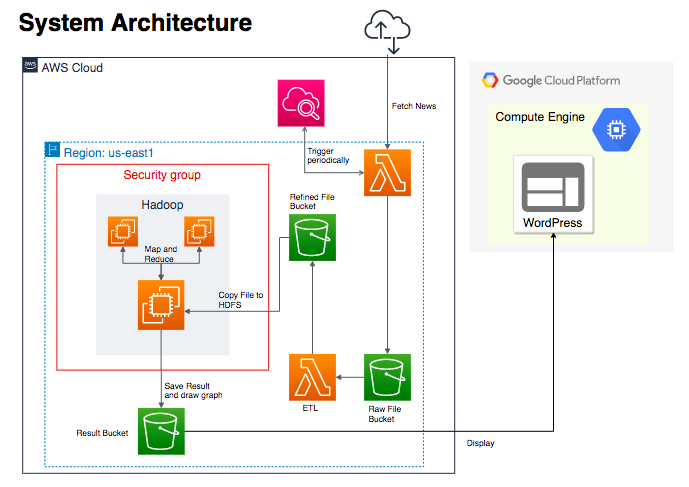 System Architecture
aws
AWS Cloud
Fetch News
Google Cloud Platform
Compute Engine
WordPress
Region: us-east1
Trigger
periodically
Security group
Hadoop
Refined File
Bucket
Map and
Reduce
Copy File to
HDFS
Save Result
and draw graph
ETL
Raw File
Bucket
Result Bucket
Display